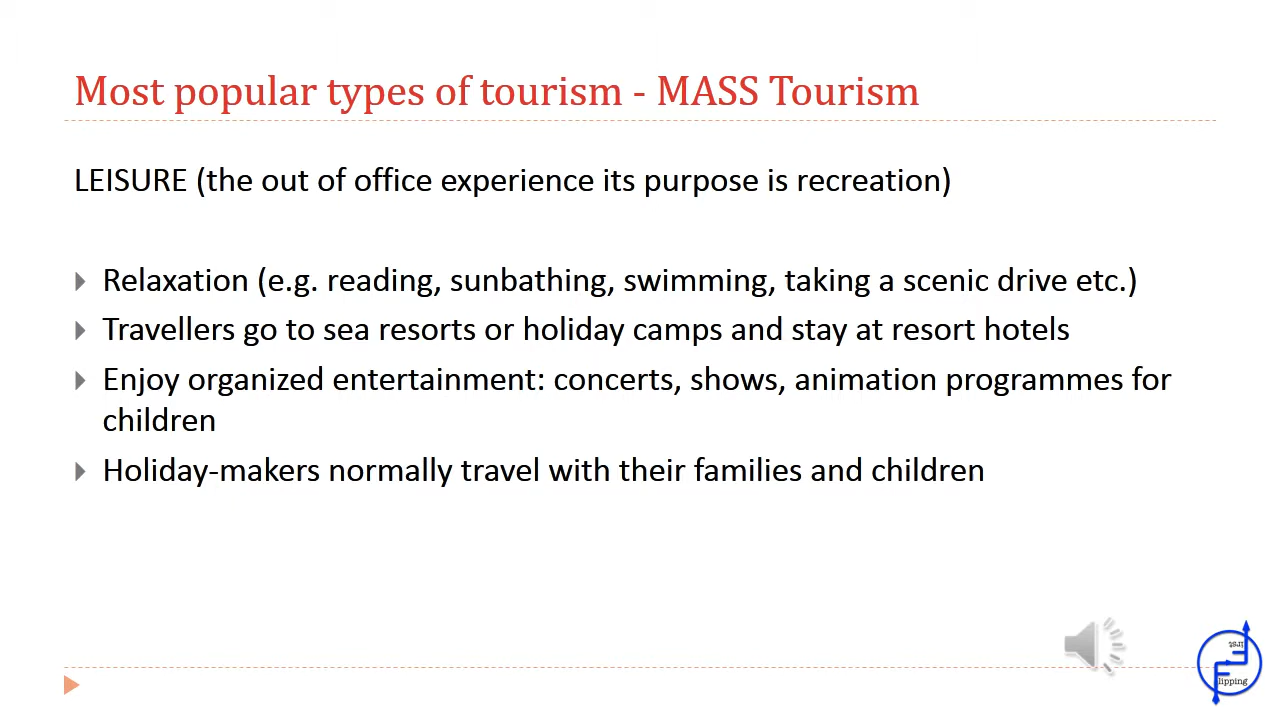 Most popular types of tourism - MASS Tourism
LEISURE (the out of office experience its purpose is recreation)
Relaxation (e.g. reading, sunbathing, swimming, taking a scenic drive etc.)
Travellers go to sea resorts or holiday camps and stay at resort hotels
Enjoy organized entertainment: concerts, shows, animation programmes for
children
Holiday-makers normally travel with their families and children
irst
F
F
lipping